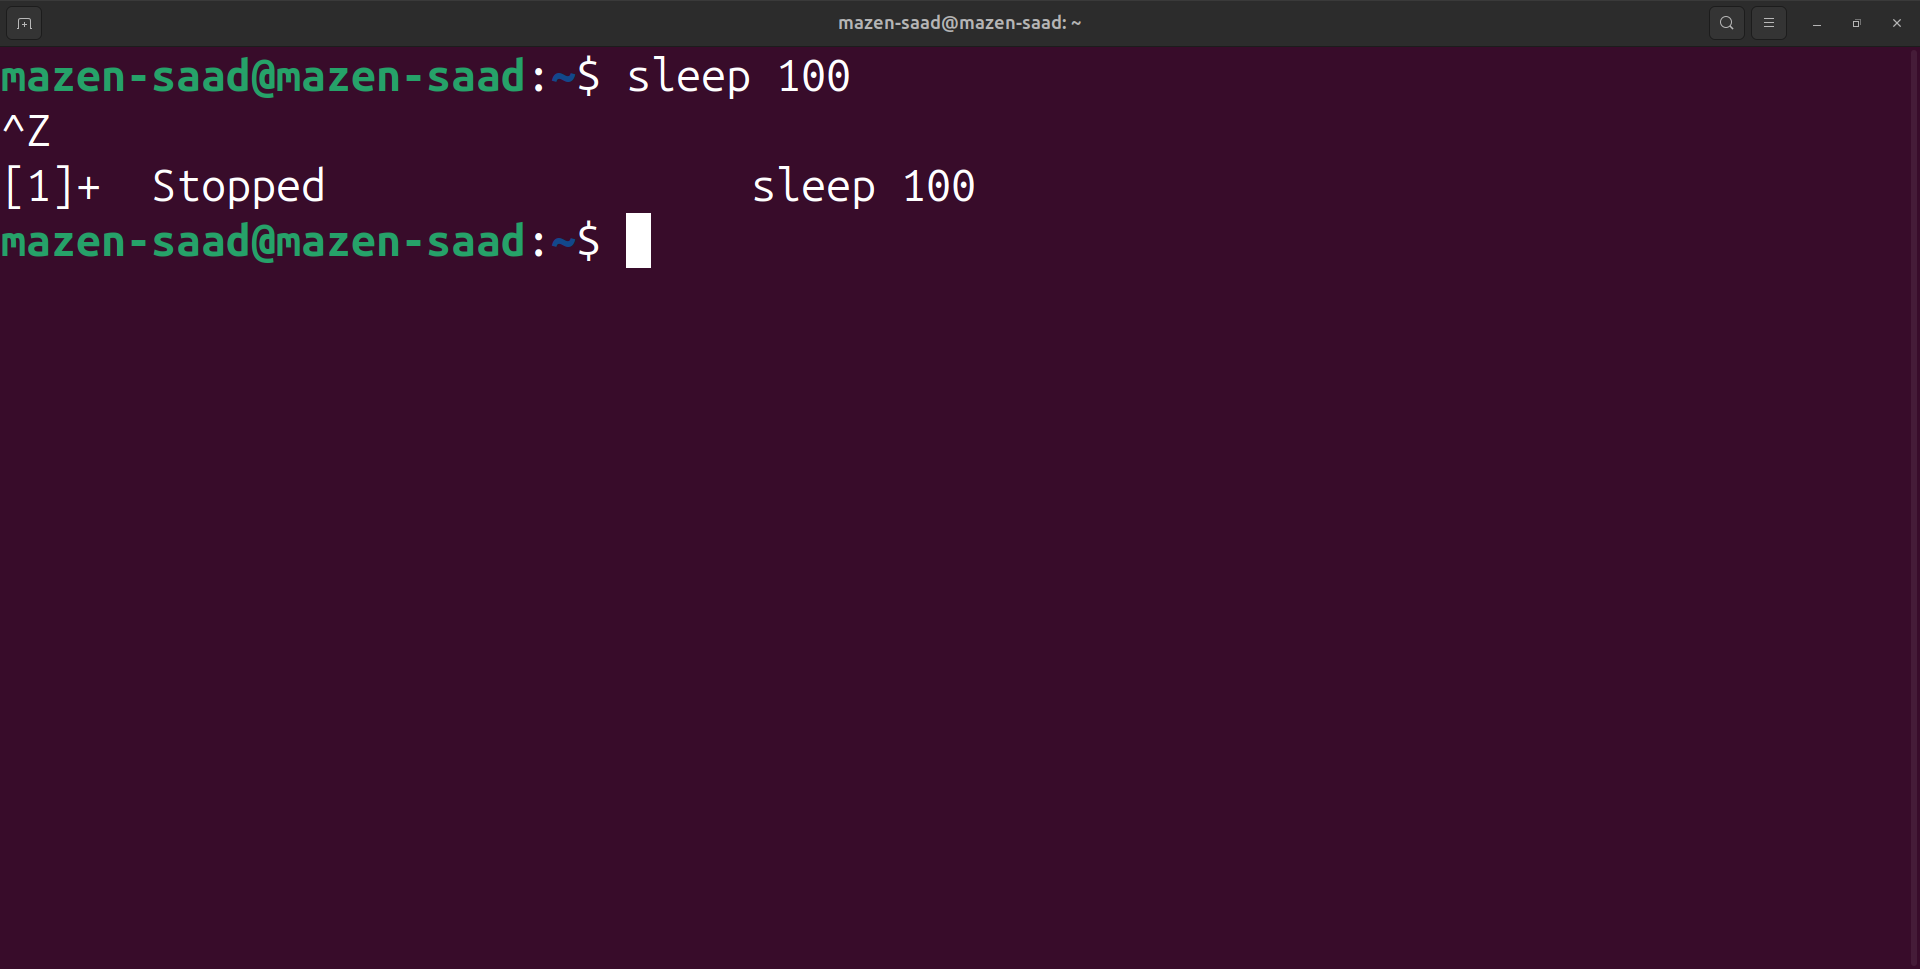 mazen-saad@mazen-saad: ~
mazen-saad@mazen-saad:~$ sleep 100
^Z
[1]+  Stopped                 sleep 100
mazen-saad@mazen-saad:~$